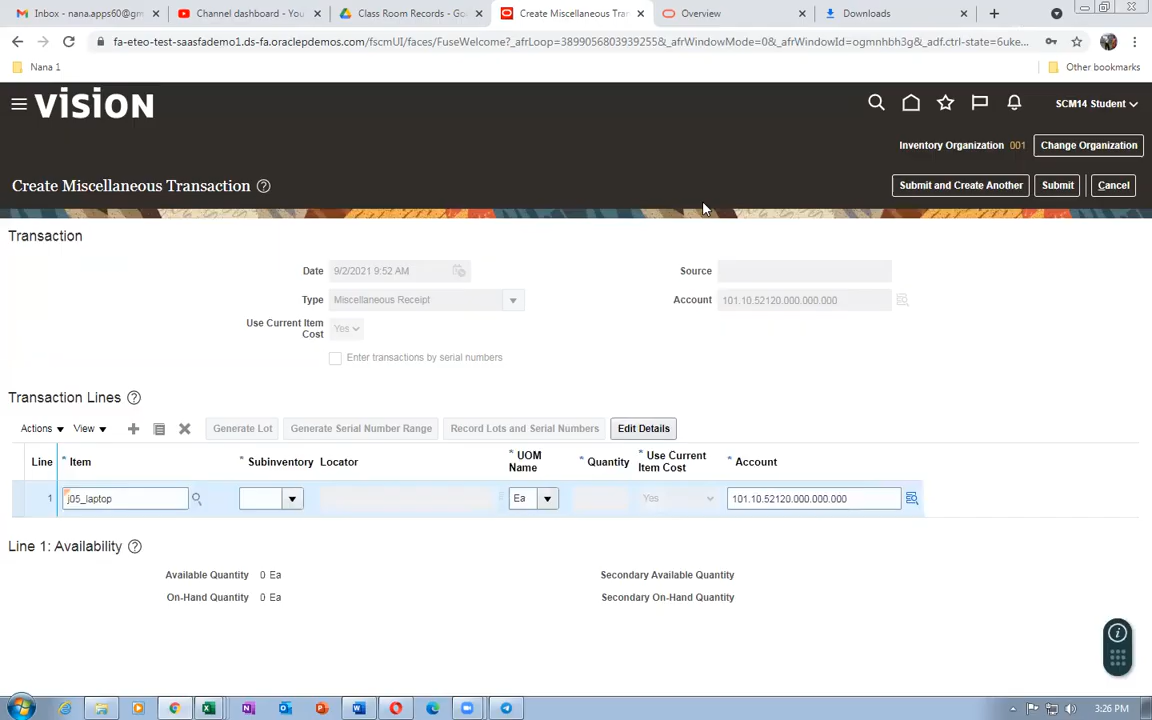 Inbox - nana.apps60@gm
Channel dashboard - You
Class Room Records - Go
Create Miscellaneous Tran
Overview
Downloads
fa-eteo-test-saasfademo1.ds-fa.oraclepdemos.com/fscmUI/faces/FuseWelcome?_afrLoop=38990568039392558&_afrWindowMode=0&_afrWindowId=ogmnhbh3g&_adf.ctrl-state=6uke...
Nana 1
Other bookmarks
VISION
SCM14 Student
Inventory Organization 001 Change Organization
Create Miscellaneous Transaction ?
Submit and Create Another Submit Cancel
Transaction
Date 9/2/2021 9:52 AM
Source
Type Miscellaneous Receipt
Account 101.10.52120.000.000.000
Use Current Item Cost Yes
Enter transactions by serial numbers
Transaction Lines ?
Actions View Generate Lot Generate Serial Number Range Record Lots and Serial Numbers Edit Details
Line * Item * Subinventory Locator * UOM Name * Quantity * Use Current Item Cost * Account
1 j05_laptop Ea Yes 101.10.52120.000.000.000
Line 1: Availability ?
Available Quantity 0 Ea
Secondary Available Quantity
On-Hand Quantity 0 Ea
Secondary On-Hand Quantity
3:26 PM